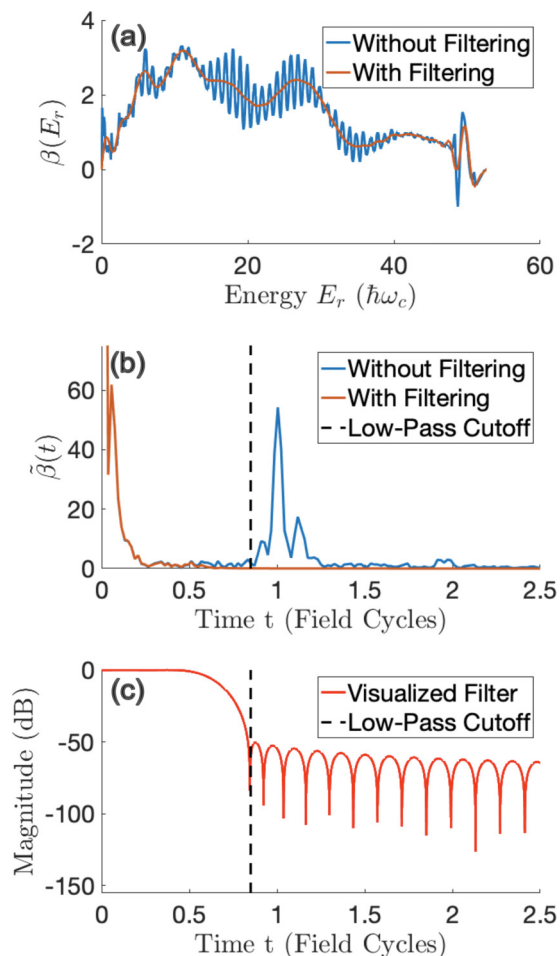 (a)
4
2
0
-2
β(E_r)
Without Filtering
With Filtering
0
20
40
60
Energy E_r (ħω_c)
(b)
60
40
20
0
β̃(t)
Without Filtering
With Filtering
Low-Pass Cutoff
0
0.5
1
1.5
2
2.5
Time t (Field Cycles)
(c)
0
-50
-100
-150
Magnitude (dB)
Visualized Filter
Low-Pass Cutoff
0
0.5
1
1.5
2
2.5
Time t (Field Cycles)